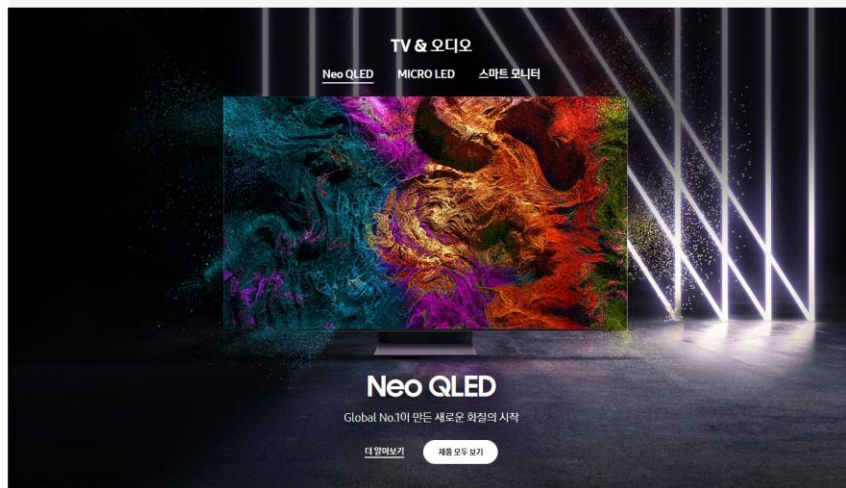 TV & 오디오
Neo QLED MICRO LED 스마트 모니터
Neo QLED
Global No.1이 만든 새로운 화질의 시작
더 알아보기 제품 모두 보기